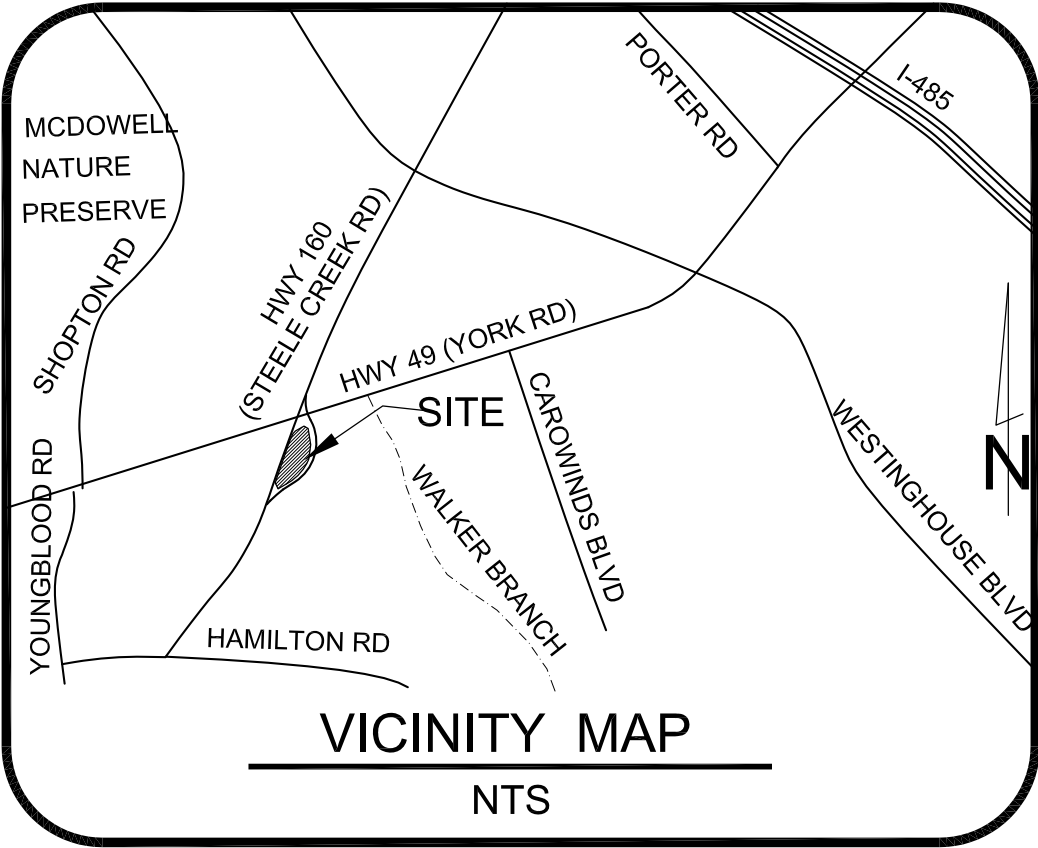 PORTER RD
I-485
MCDOWELL
NATURE
PRESERVE
SHOPTON RD
HWY 160
(STEELE CREEK RD)
HWY 49 (YORK RD)
SITE
CAROWINDS BLVD
WESTINGHOUSE BLVD
N
YOUNGBLOOD RD
WALKER BRANCH
HAMILTON RD
VICINITY MAP
NTS